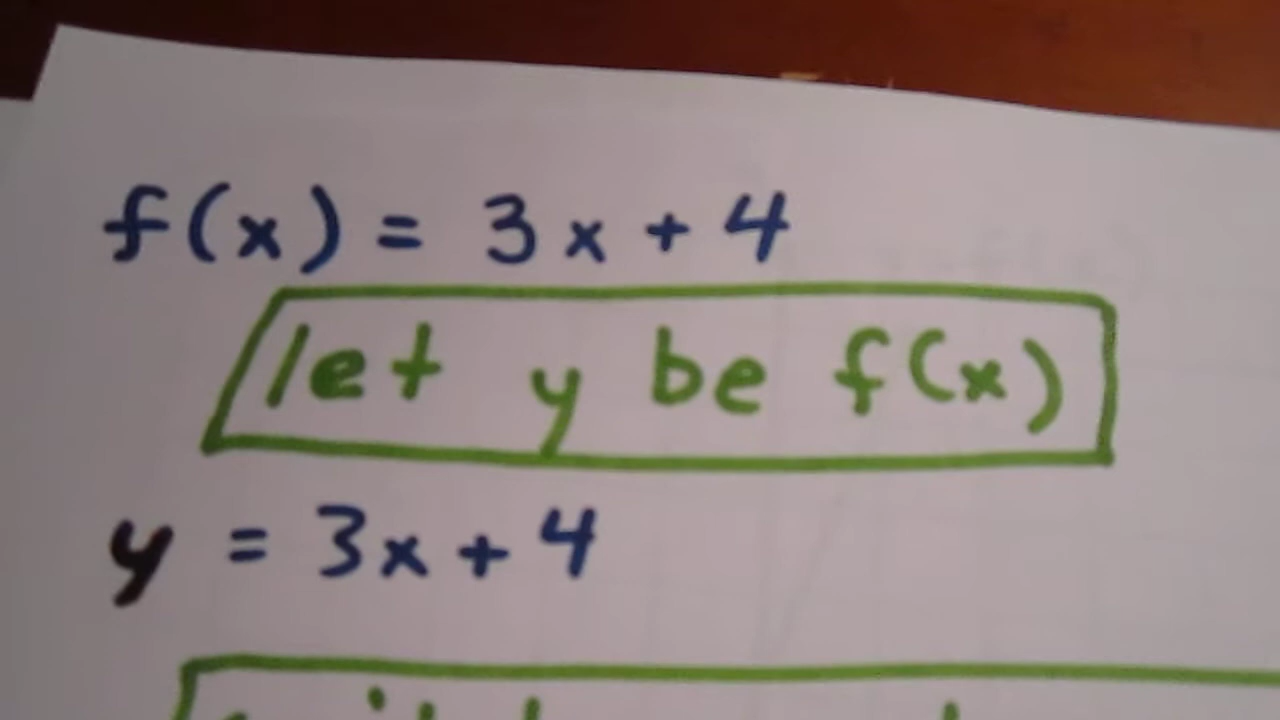 f(x) = 3x + 4
let y be f(x)
y = 3x + 4